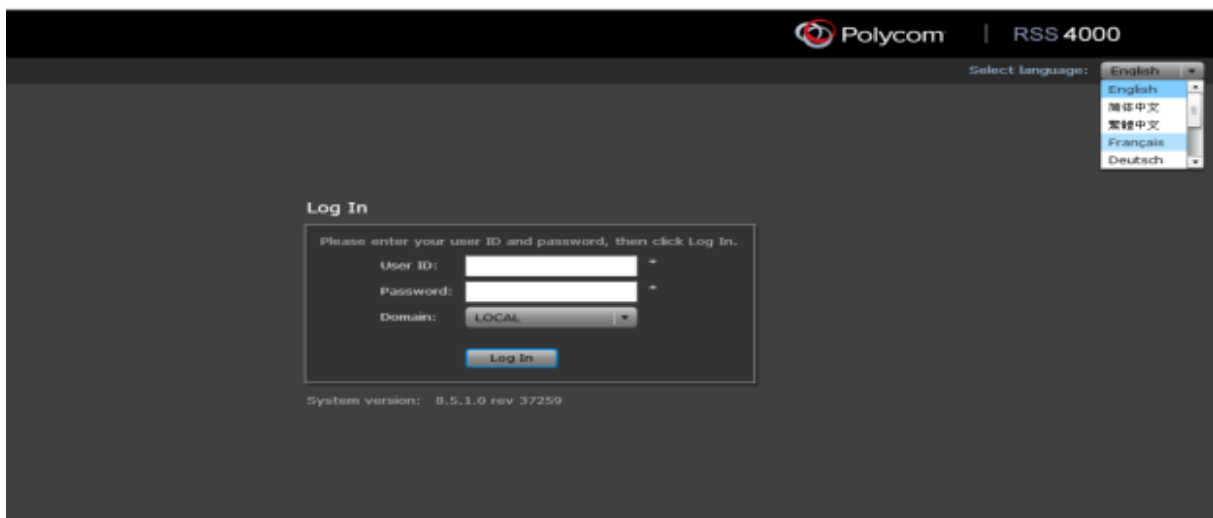 Polycom | RSS 4000
Select language: English
English
简体中文
繁體中文
Français
Deutsch
Log In
Please enter your user ID and password, then click Log In.
User ID: *
Password: *
Domain: LOCAL
Log In
System version: 8.5.1.0 rev 37259